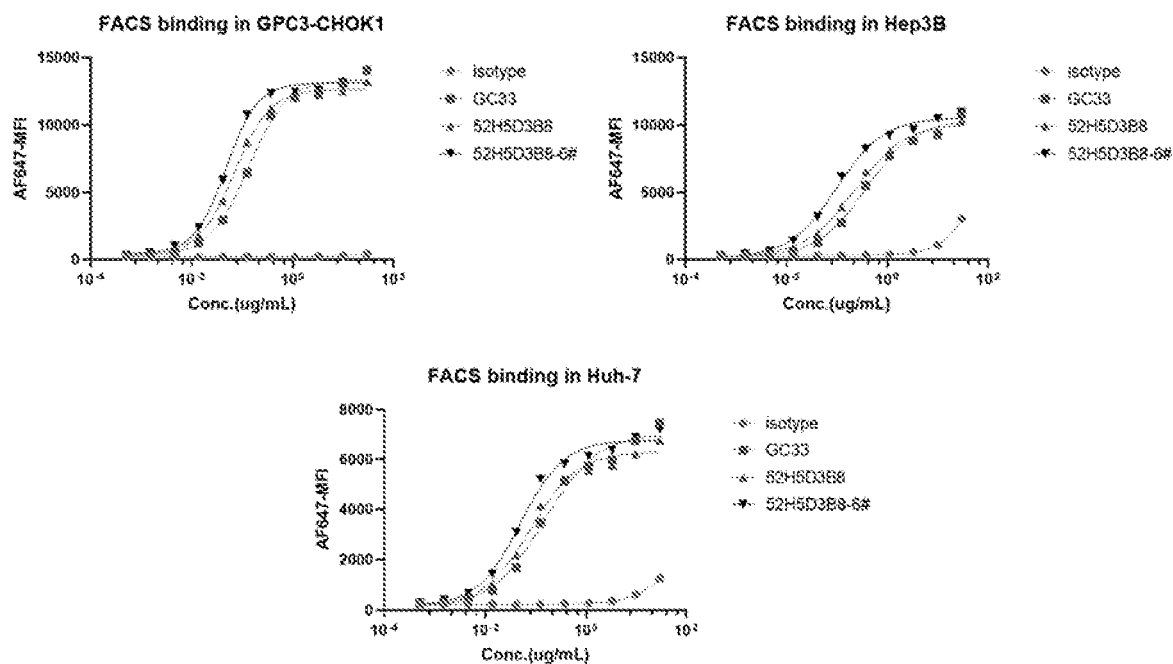 FACS binding in GPC3-CHOK1
15000
10000
5000
0
AF647-MFI
10-4
10-2
100
102
Conc.(ug/mL)
isotype
GC33
52H5D3B8
52H5D3B8-6#
FACS binding in Hep3B
15000
10000
5000
0
AF647-MFI
10-4
10-2
100
102
Conc.(ug/mL)
isotype
GC33
52H5D3B8
52H5D3B8-6#
FACS binding in Huh-7
8000
6000
4000
2000
0
AF647-MFI
10-4
10-2
100
102
Conc.(ug/mL)
isotype
GC33
52H5D3B8
52H5D3B8-6#